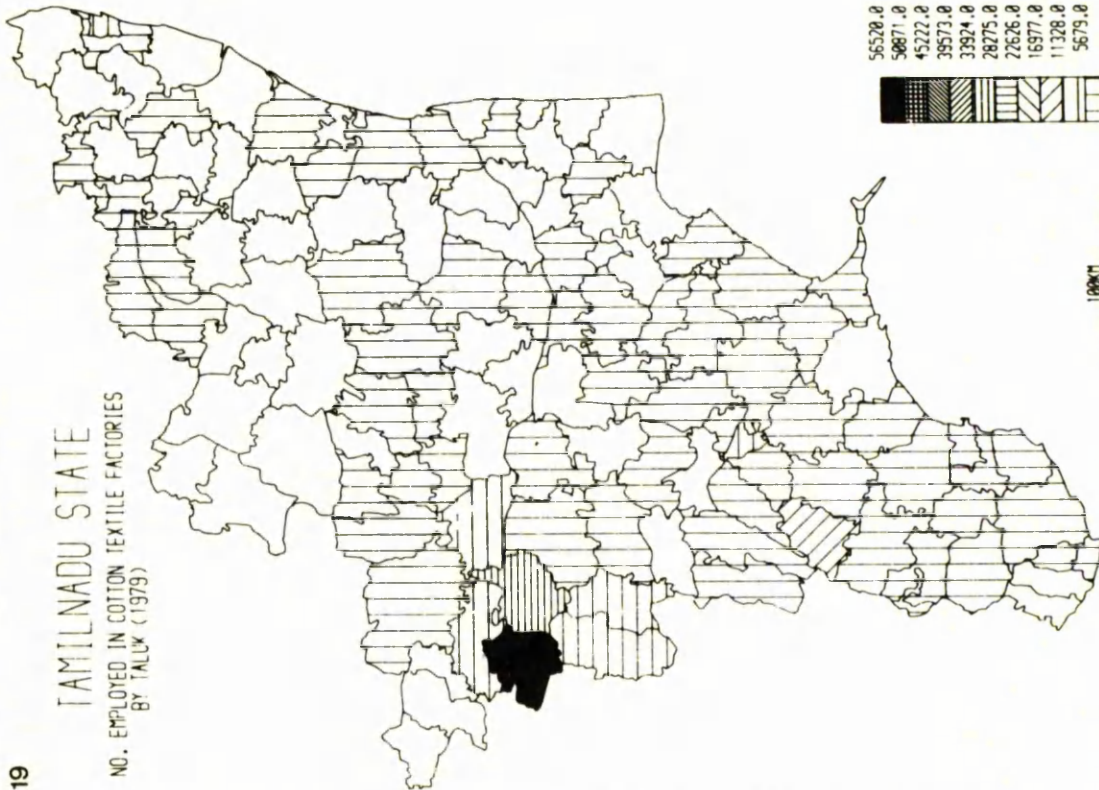 19
TAMILNADU STATE
NO. EMPLOYED IN COTTON TEXTILE FACTORIES
BY TALUK (1979)
56520.0
50871.0
45222.0
39573.0
33924.0
28275.0
22626.0
16977.0
11328.0
5679.0
100KM